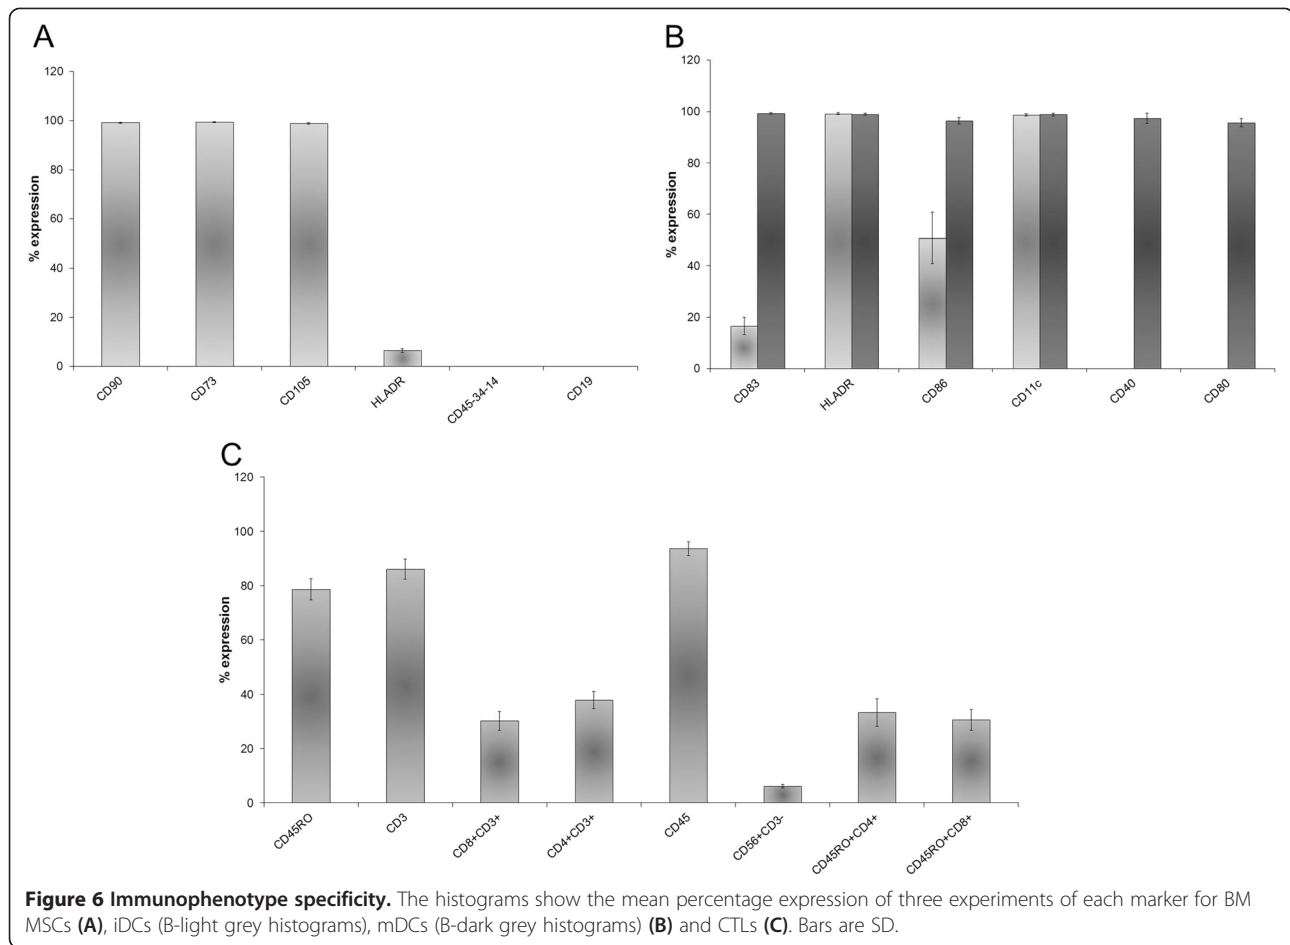 A
120
100
80
60
40
20
0
% expression
CD90
CD73
CD105
HLADR
CD45-34-14
CD19
B
120
100
80
60
40
20
0
% expression
CD83
HLADR
CD86
CD11c
CD40
CD80
C
120
100
80
60
40
20
0
% expression
CD45RO
CD3
CD8+CD3+
CD4+CD3+
CD45
CD56+CD3-
CD45RO+CD4+
CD45RO+CD8+
Figure 6 Immunophenotype specificity. The histograms show the mean percentage expression of three experiments of each marker for BM
MSCs (A), iDCs (B-light grey histograms), mDCs (B-dark grey histograms) (B) and CTLs (C). Bars are SD.